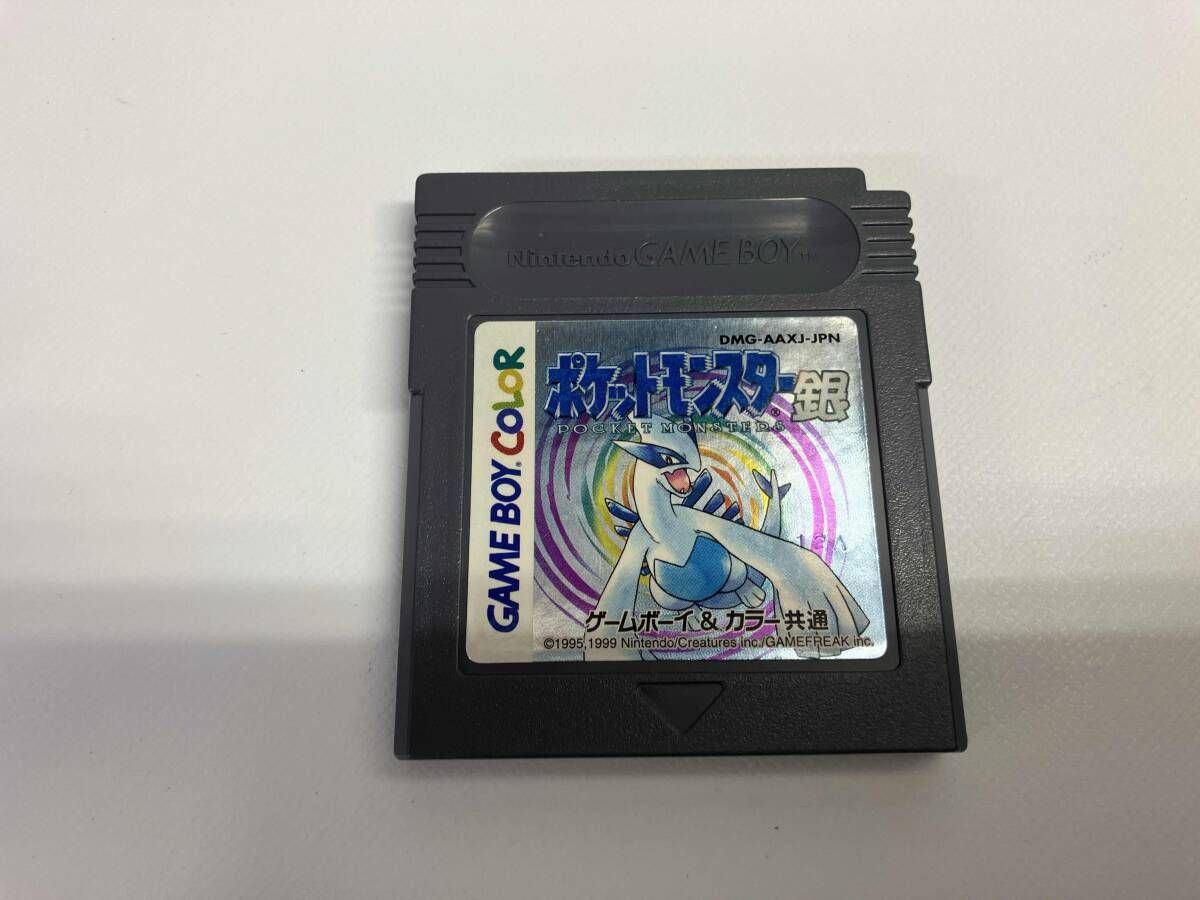 Nintendo GAME BOY™
GAME BOY COLOR
DMG-AAXJ-JPN
ポケットモンスター銀
POCKET MONSTERS
ゲームボーイ & カラー共通
©1995,1999 Nintendo/Creatures inc./GAMEFREAK inc.